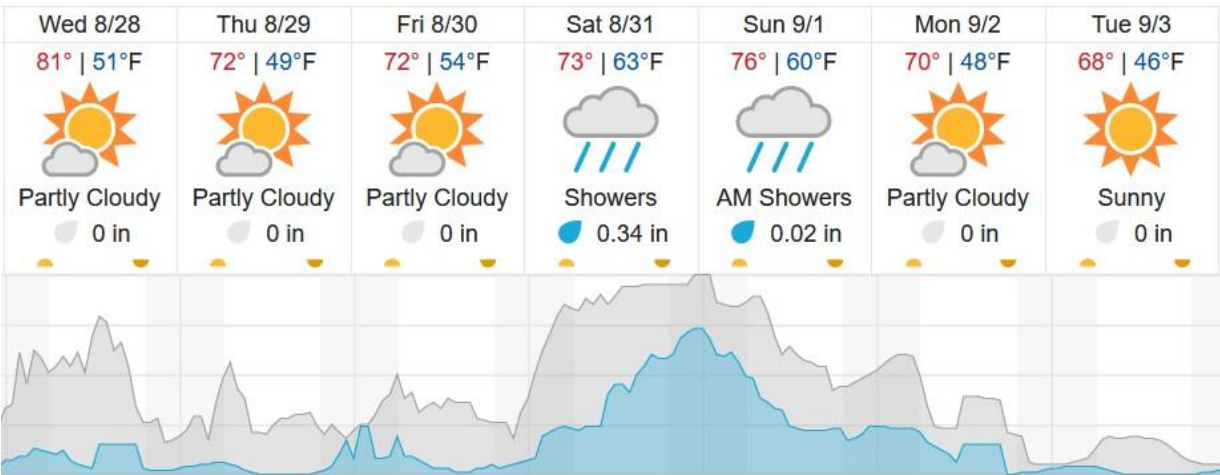 Wed 8/28 Thu 8/29 Fri 8/30 Sat 8/31 Sun 9/1 Mon 9/2 Tue 9/3
81° | 51°F 72° | 49°F 72° | 54°F 73° | 63°F 76° | 60°F 70° | 48°F 68° | 46°F
Partly Cloudy Partly Cloudy Partly Cloudy Showers AM Showers Partly Cloudy Sunny
0 in 0 in 0 in 0.34 in 0.02 in 0 in 0 in